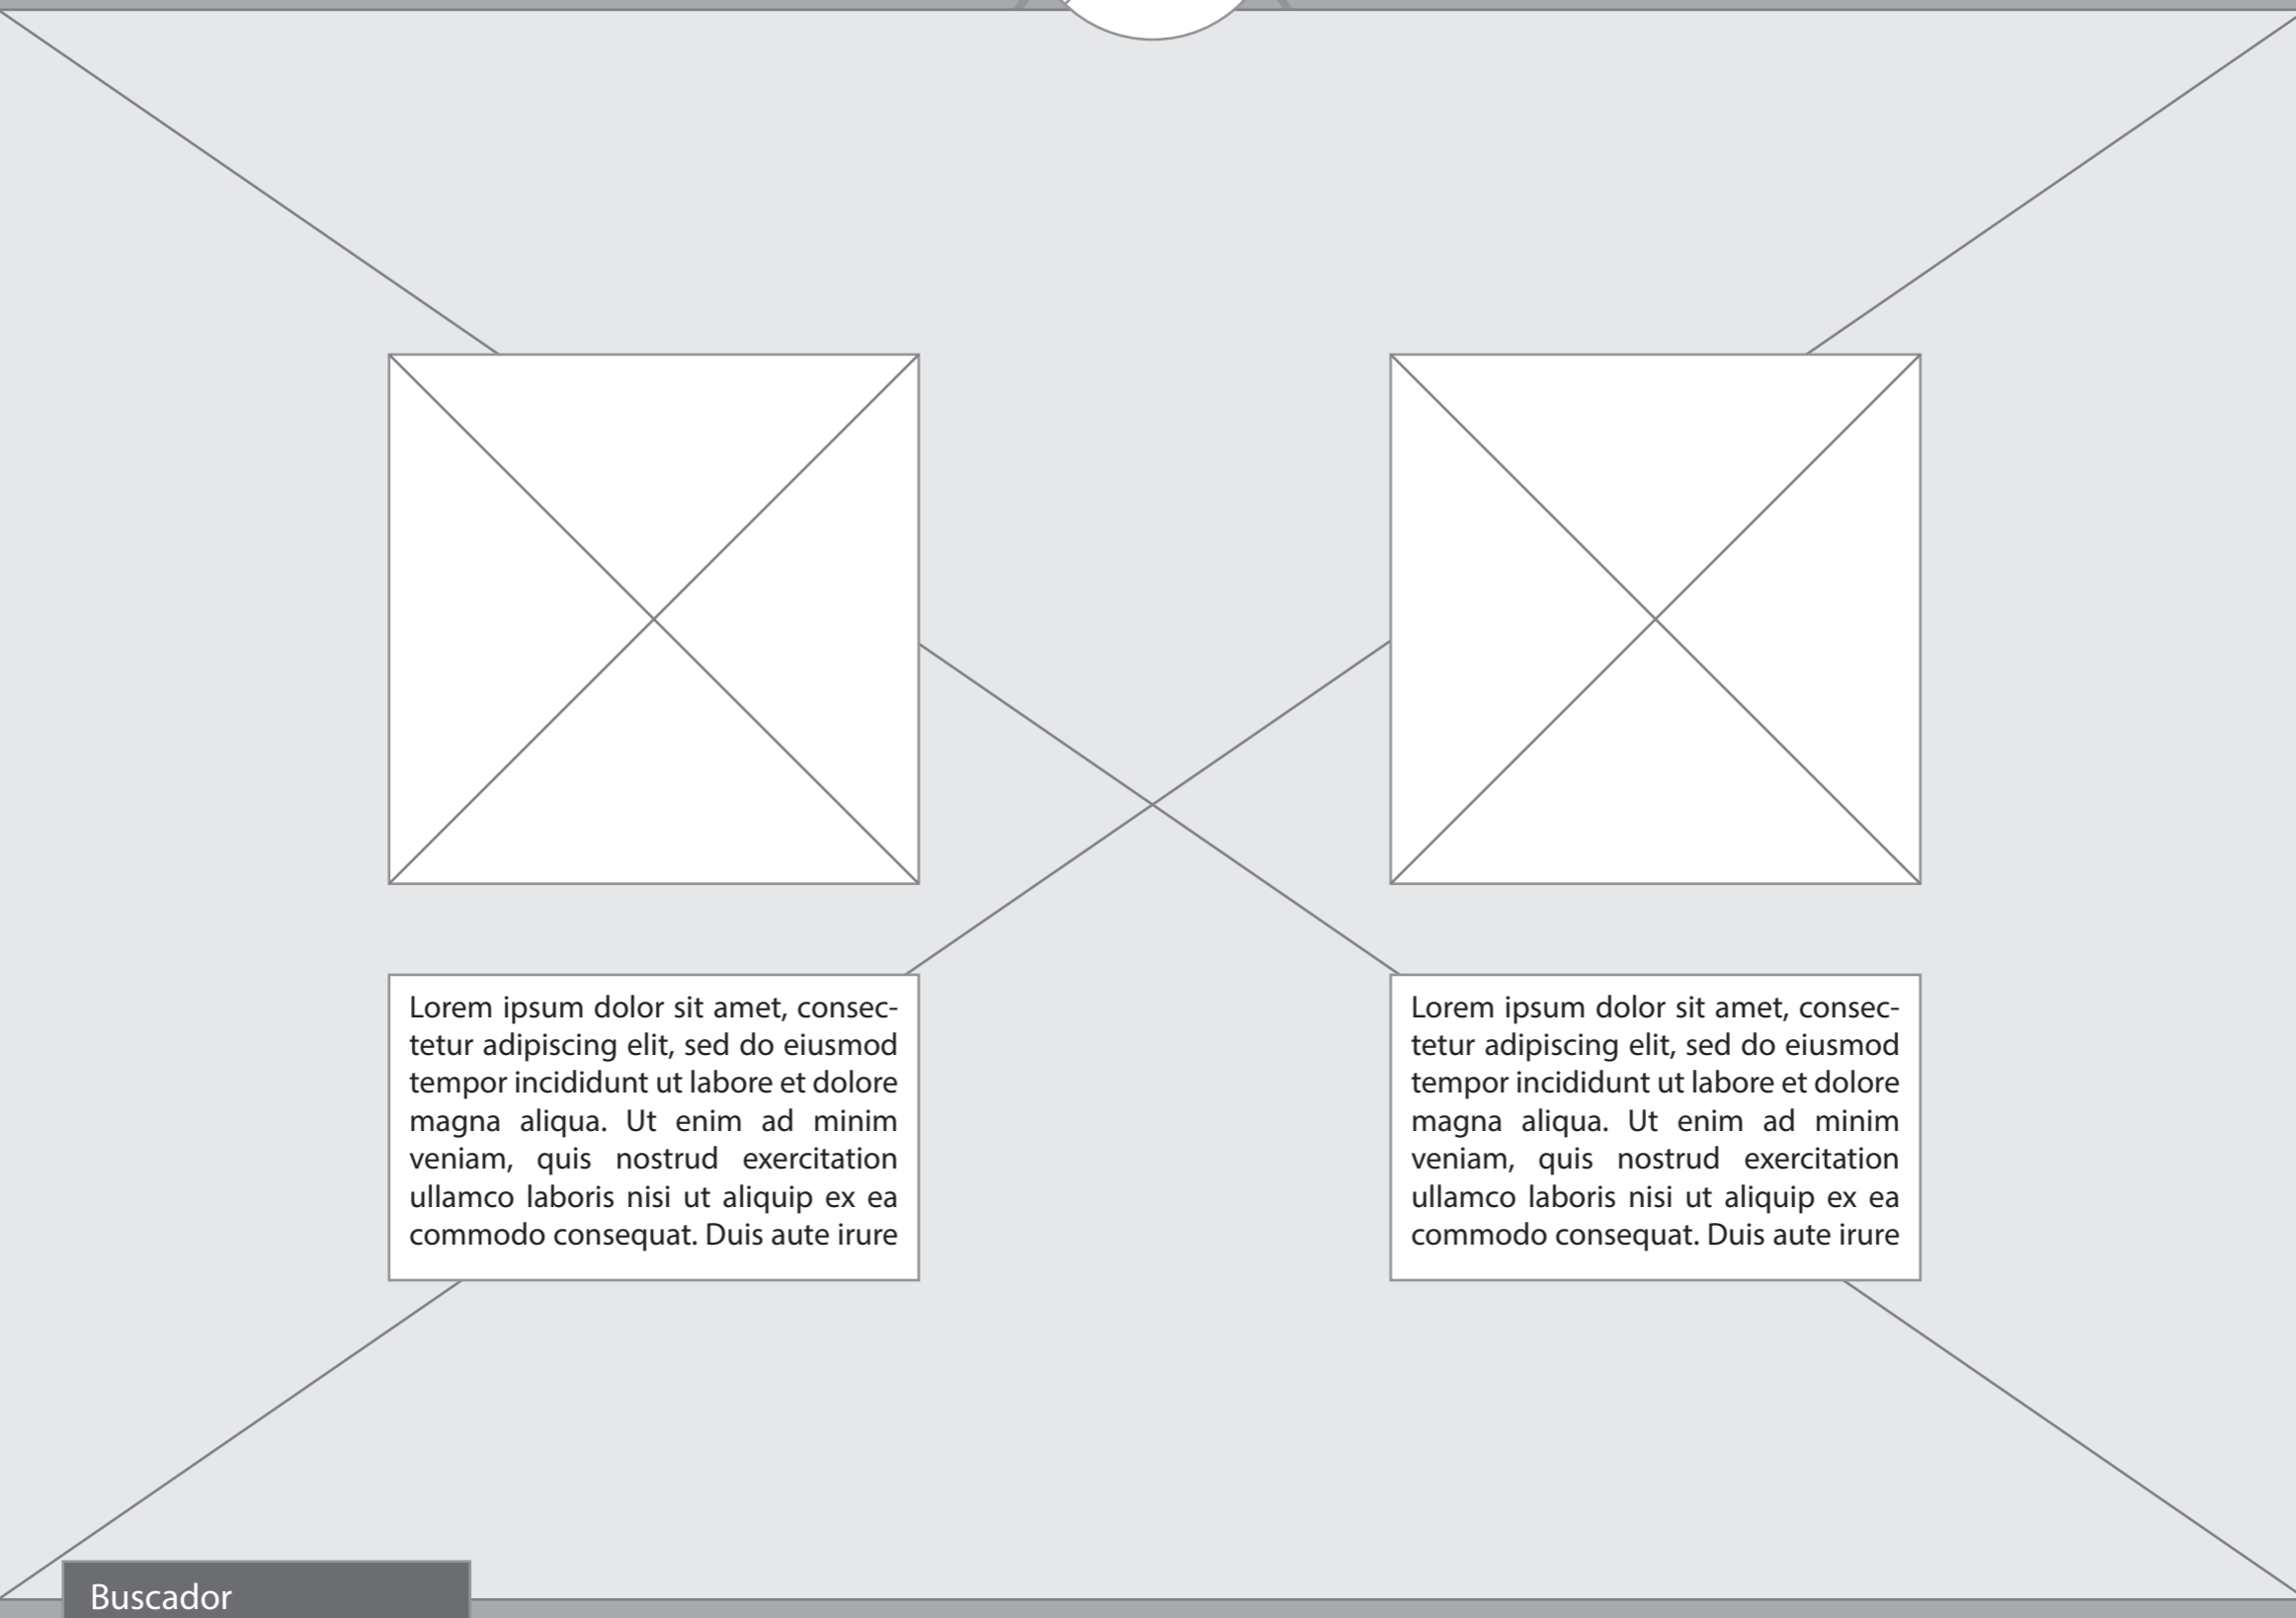 Lorem ipsum dolor sit amet, consec-
tetur adipiscing elit, sed do eiusmod
tempor incididunt ut labore et dolore
magna aliqua. Ut enim ad minim
veniam, quis nostrud exercitation
ullamco laboris nisi ut aliquip ex ea
commodo consequat. Duis aute irure
Lorem ipsum dolor sit amet, consec-
tetur adipiscing elit, sed do eiusmod
tempor incididunt ut labore et dolore
magna aliqua. Ut enim ad minim
veniam, quis nostrud exercitation
ullamco laboris nisi ut aliquip ex ea
commodo consequat. Duis aute irure
Buscador